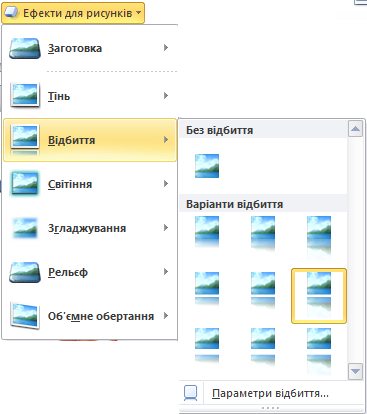 Ефекти для рисунків
Заготовка
Тінь
Відбиття
Світіння
Згладжування
Рельєф
Об'ємне обертання
Без відбиття
Варіанти відбиття
Параметри відбиття...